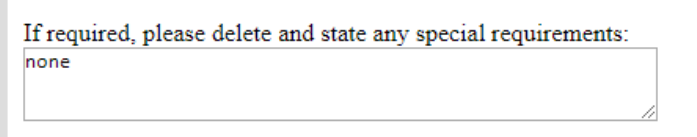 If required, please delete and state any special requirements:
none